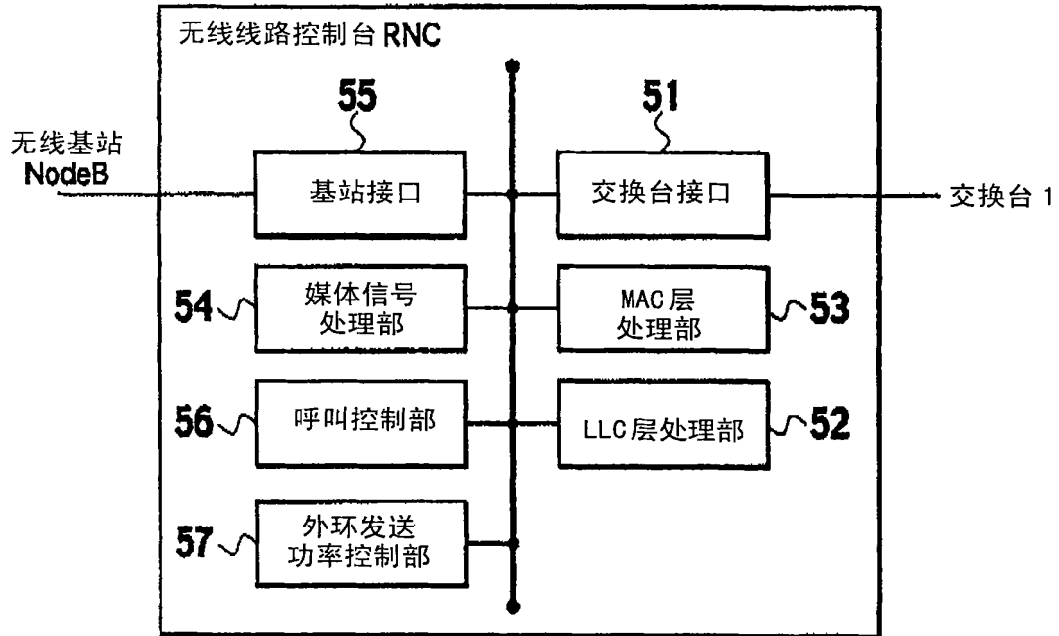 无线线路控制台RNC
55
51
无线基站
NodeB
基站接口
交换台接口
交换台1
54
媒体信号
处理部
MAC层
处理部
53
56
呼叫控制部
LLC层处理部
52
57
外环发送
功率控制部